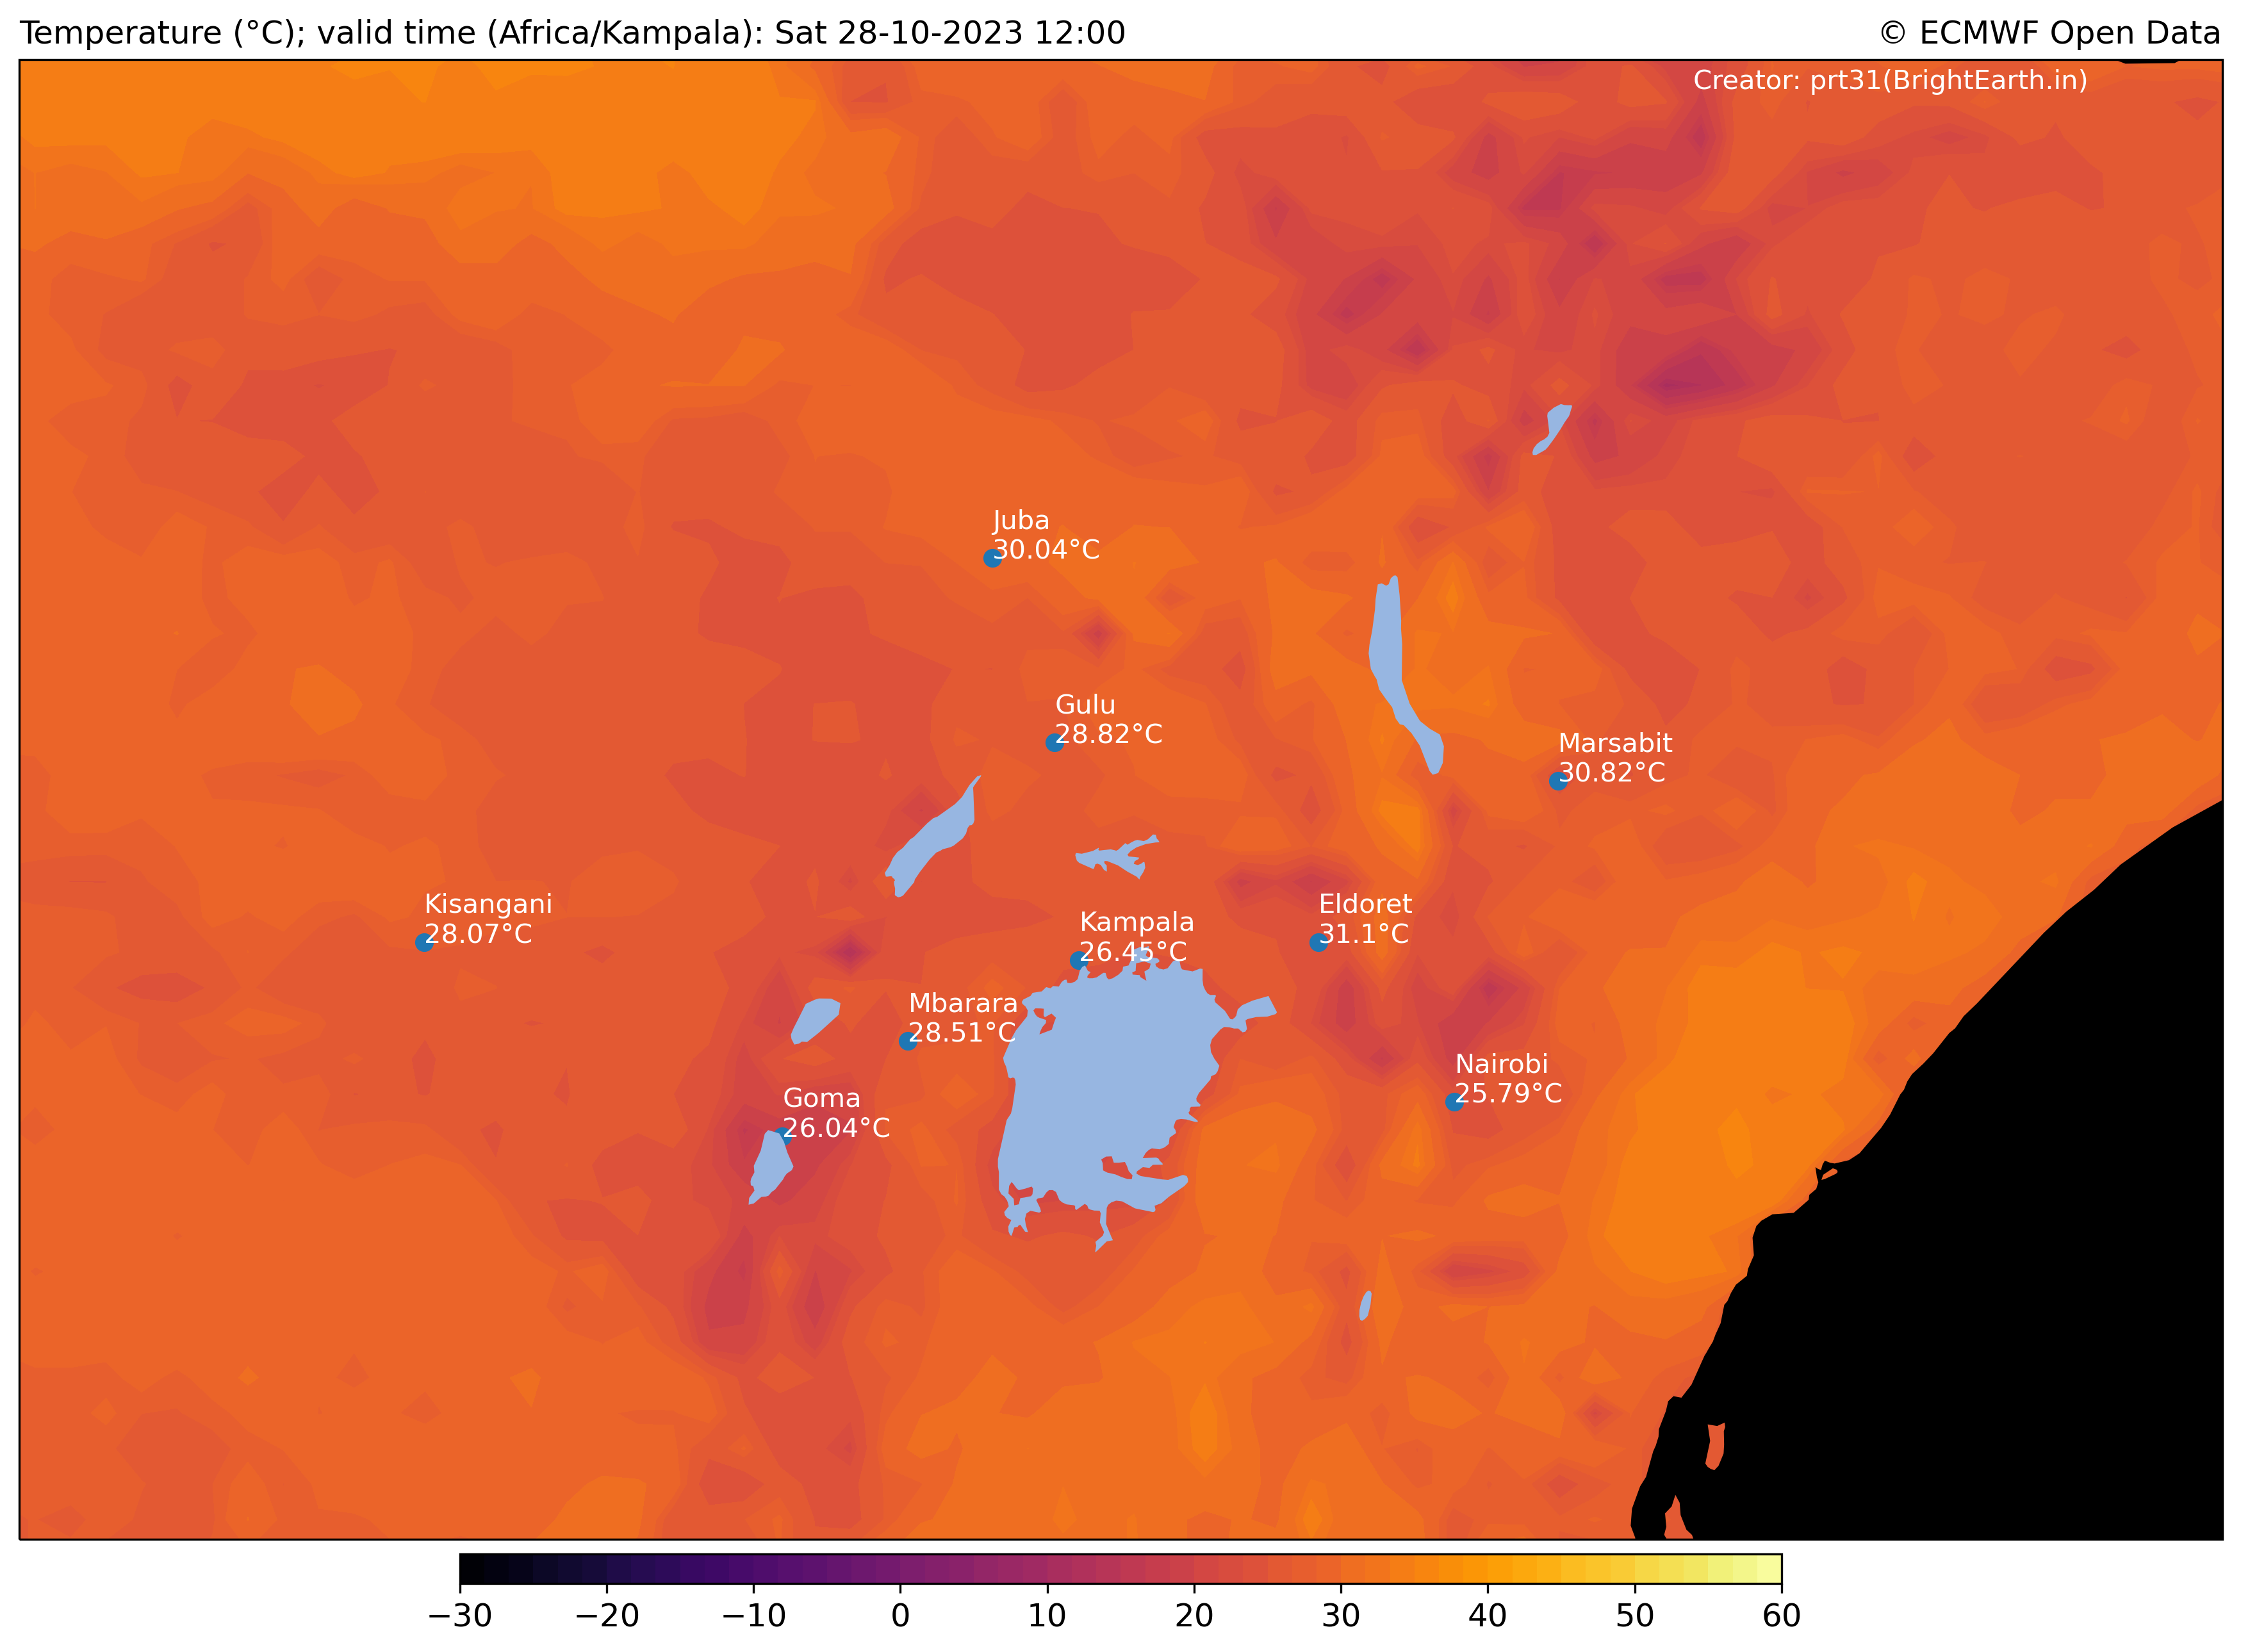 Temperature (°C); valid time (Africa/Kampala): Sat 28-10-2023 12:00
© ECMWF Open Data
Creator: prt31(BrightEarth.in)
Juba
30.04°C
Gulu
28.82°C
Marsabit
30.82°C
Kisangani
28.07°C
Kampala
26.45°C
Eldoret
31.1°C
Mbarara
28.51°C
Nairobi
25.79°C
Goma
26.04°C
−30 −20 −10 0 10 20 30 40 50 60